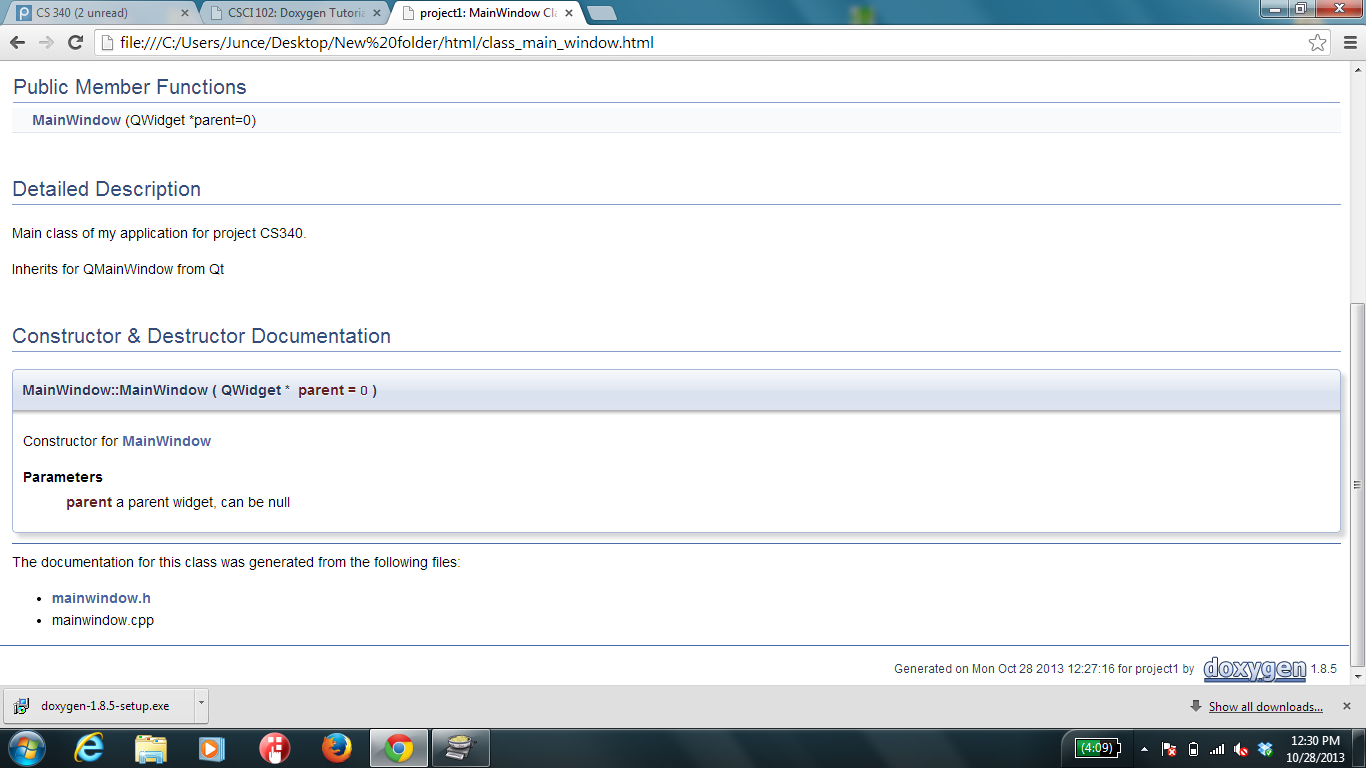 CS 340 (2 unread)
CSCI 102: Doxygen Tutoria
project1: MainWindow Cla
file:///C:/Users/Junce/Desktop/New%20folder/html/class_main_window.html
Public Member Functions
MainWindow (QWidget *parent=0)
Detailed Description
Main class of my application for project CS340.
Inherits for QMainWindow from Qt
Constructor & Destructor Documentation
MainWindow::MainWindow ( QWidget * parent = 0 )
Constructor for MainWindow
Parameters
parent a parent widget, can be null
The documentation for this class was generated from the following files:
• mainwindow.h
• mainwindow.cpp
Generated on Mon Oct 28 2013 12:27:16 for project1 by doxygen 1.8.5
doxygen-1.8.5-setup.exe
Show all downloads...
(4:09)
12:30 PM
10/28/2013